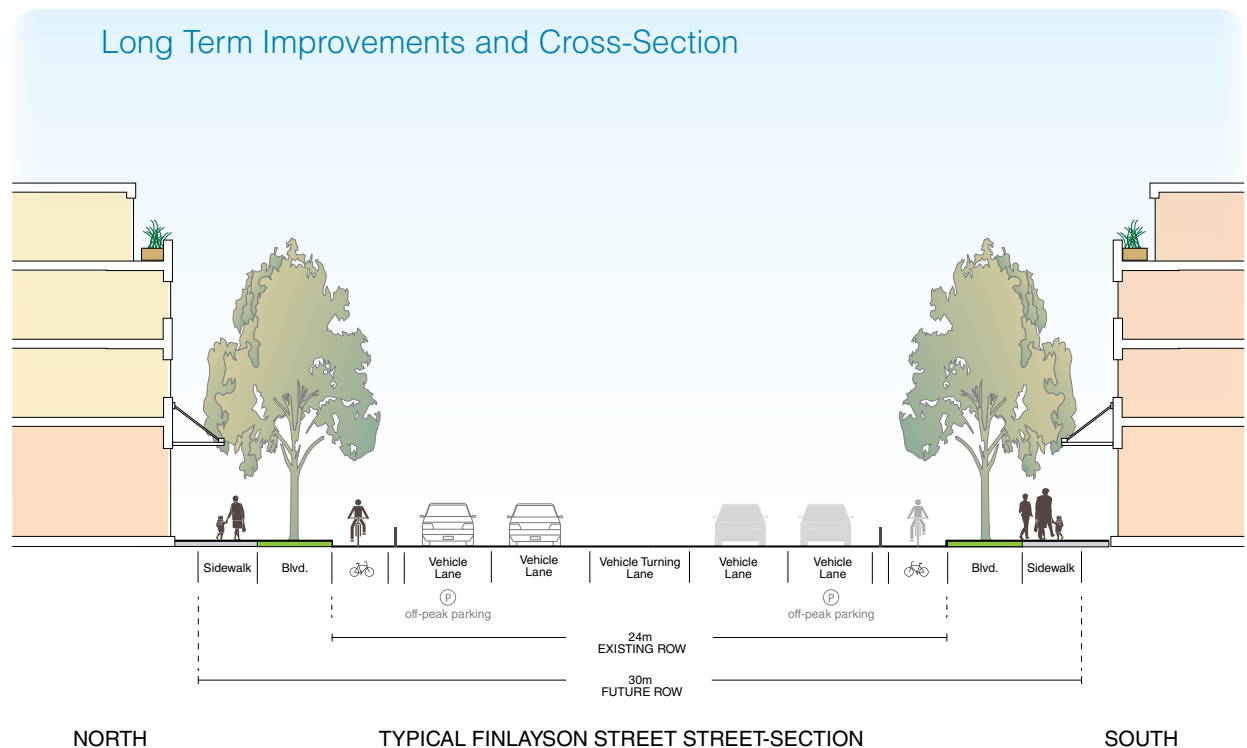 Long Term Improvements and Cross-Section
Sidewalk
Blvd.
Vehicle
Lane
Vehicle
Lane
Vehicle Turning
Lane
Vehicle
Lane
Vehicle
Lane
Blvd.
Sidewalk
P
off-peak parking
P
off-peak parking
24m
EXISTING ROW
30m
FUTURE ROW
NORTH
TYPICAL FINLAYSON STREET STREET-SECTION
SOUTH